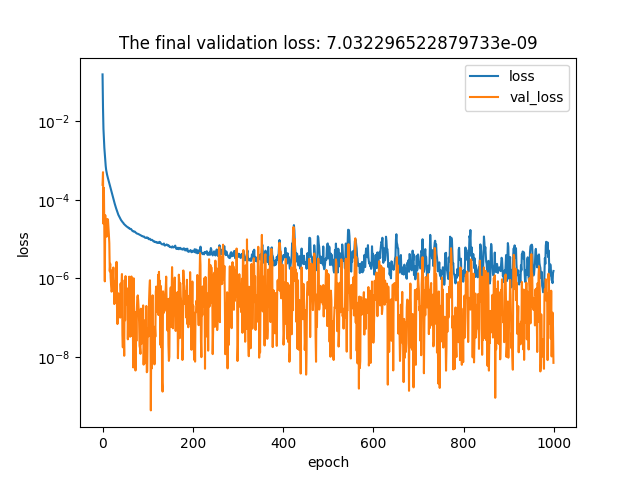 The final validation loss: 7.032296522879733e-09
loss
val_loss
10⁻²
10⁻⁴
10⁻⁶
10⁻⁸
loss
0
200
400
600
800
1000
epoch